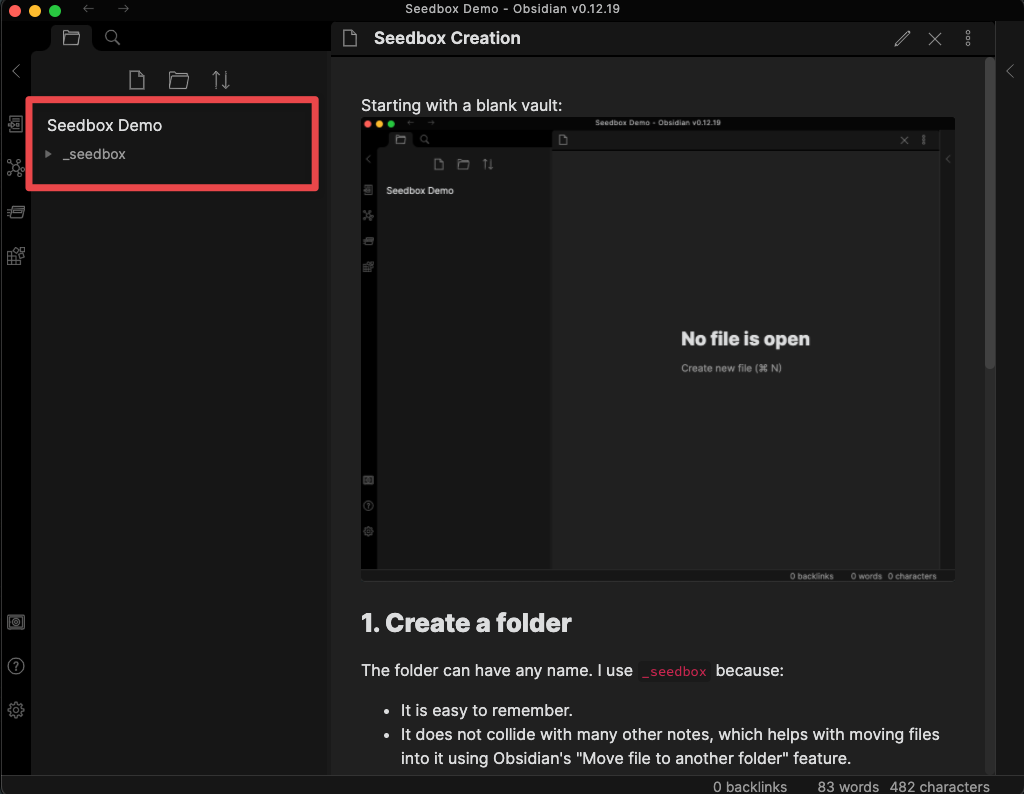 Seedbox Demo - Obsidian v0.12.19
Seedbox Creation
Seedbox Demo
_seedbox
Starting with a blank vault:
Seedbox Demo - Obsidian v0.12.19
Seedbox Demo
No file is open
Create new file (⌘ N)
0 backlinks 0 words 0 characters
1. Create a folder
The folder can have any name. I use _seedbox because:
• It is easy to remember.
• It does not collide with many other notes, which helps with moving files
into it using Obsidian's "Move file to another folder" feature.
0 backlinks 83 words 482 characters